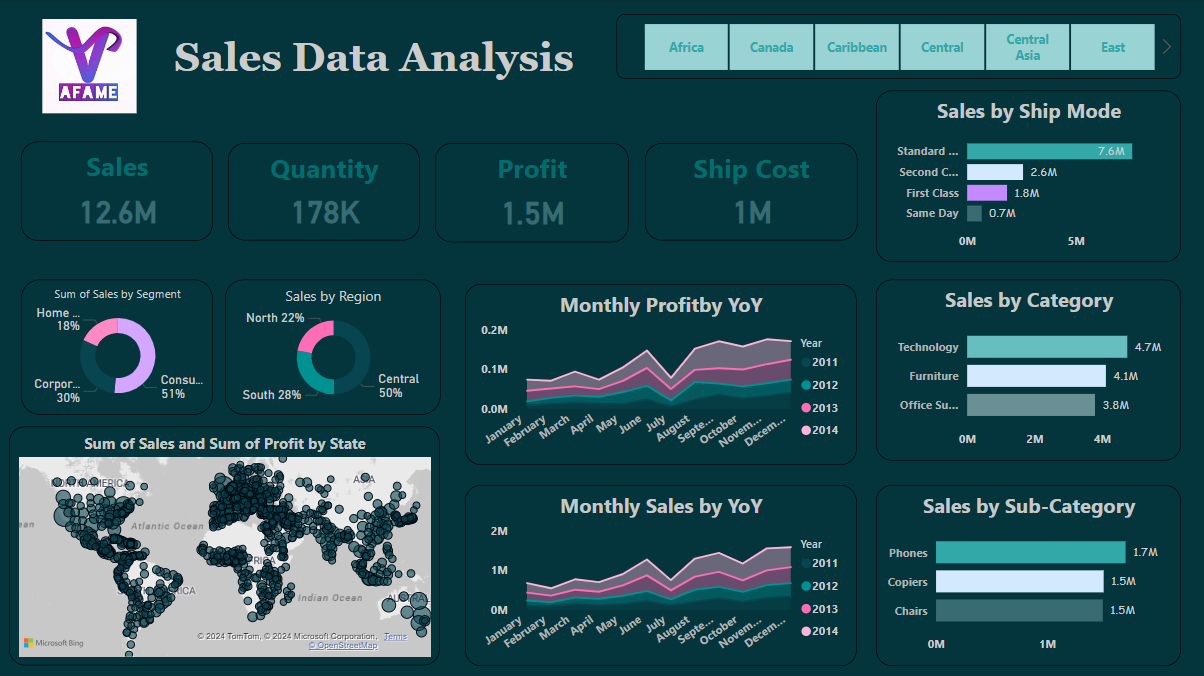 AFAME
Sales Data Analysis
Africa
Canada
Caribbean
Central
Central
Asia
East
Sales
12.6M
Quantity
178K
Profit
1.5M
Ship Cost
1M
Sales by Ship Mode
Standard ... 7.6M
Second C... 2.6M
First Class 1.8M
Same Day 0.7M
0M 5M
Sum of Sales by Segment
Home ...
18%
Corpor...
30%
Consu...
51%
Sales by Region
North 22%
South 28%
Central
50%
Monthly Profitby YoY
0.2M
0.1M
0.0M
January
February
March
April
May
June
July
August
Septe...
October
Novem...
Decem...
Year
2011
2012
2013
2014
Sales by Category
Technology 4.7M
Furniture 4.1M
Office Su... 3.8M
0M 2M 4M
Sum of Sales and Sum of Profit by State
NORTH AMERICA
ASIA
Atlantic Ocean
ean
Indian Ocean
Microsoft Bing
© 2024 TomTom, © 2024 Microsoft Corporation, Terms
© OpenStreetMap
Monthly Sales by YoY
2M
1M
0M
January
February
March
April
May
June
July
August
Septe...
October
Novem...
Decem...
Year
2011
2012
2013
2014
Sales by Sub-Category
Phones 1.7M
Copiers 1.5M
Chairs 1.5M
0M 1M